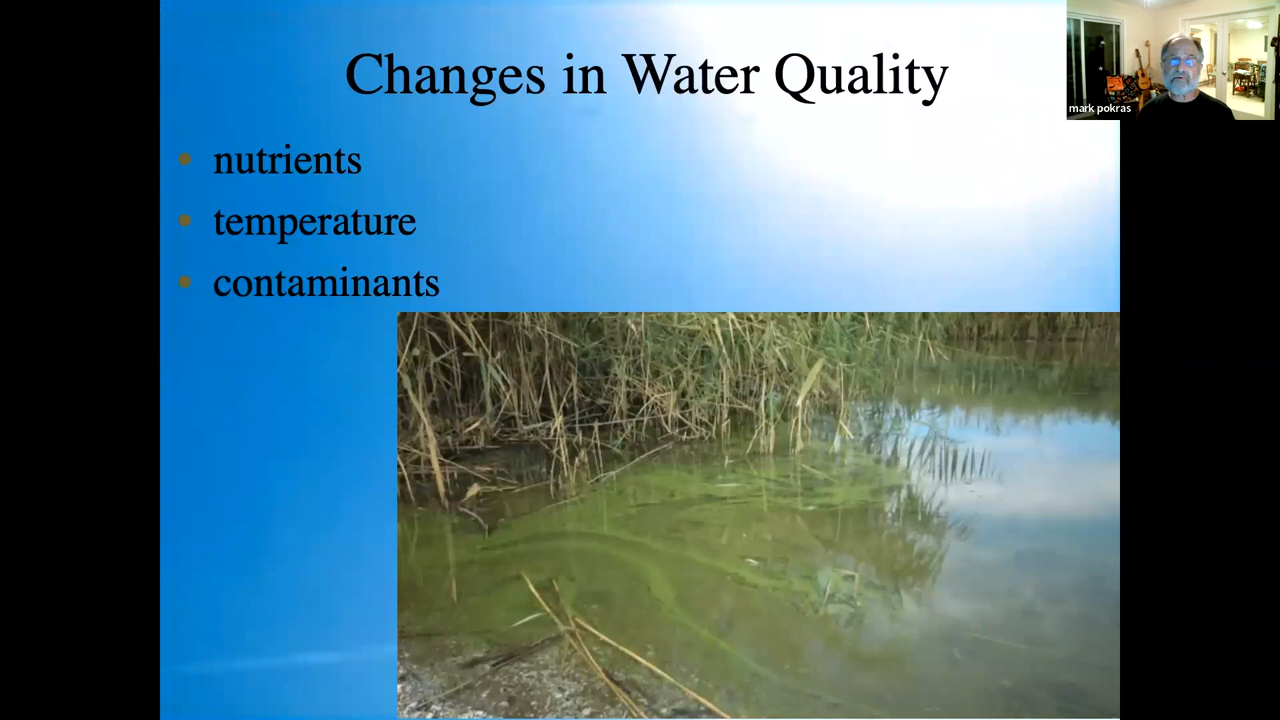 Changes in Water Quality
mark pokras
nutrients
temperature
contaminants